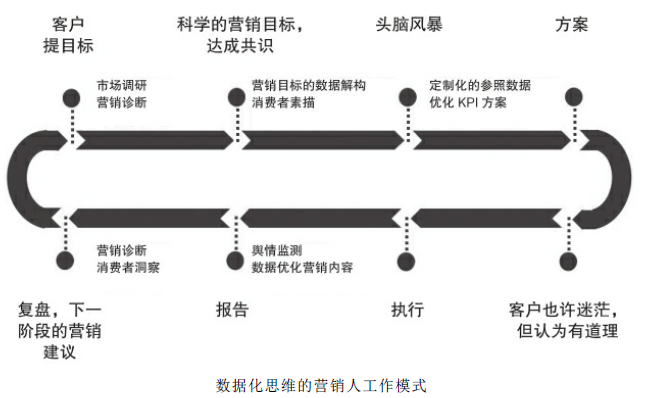 客户
提目标
科学的营销目标，
达成共识
头脑风暴
方案
市场调研
营销诊断
营销目标的数据解构
消费者素描
定制化的参照数据
优化 KPI 方案
营销诊断
消费者洞察
舆情监测
数据优化营销内容
复盘，下一
阶段的营销
建议
报告
执行
客户也许迷茫，
但认为有道理
数据化思维的营销人工作模式